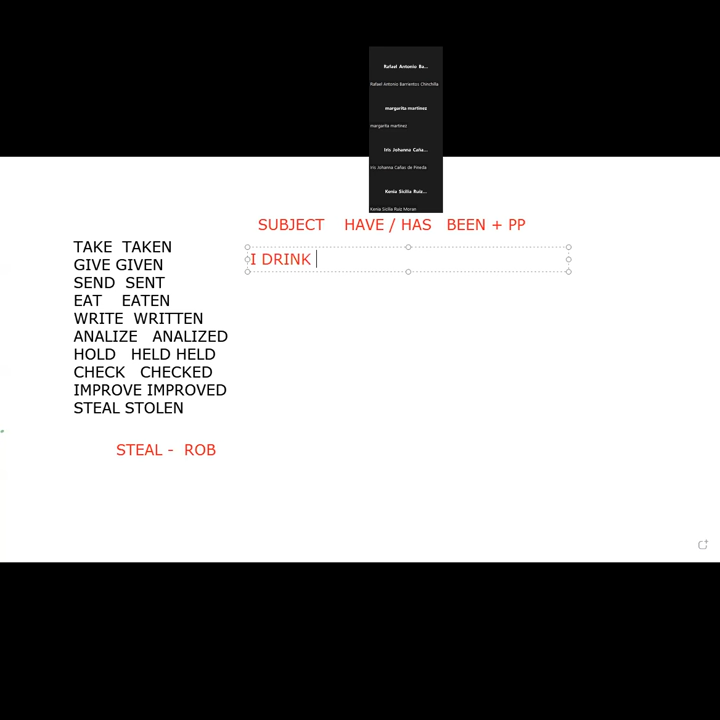 Rafael Antonio Ba...
Rafael Antonio Barrientos Chinchilla
margarita martinez
margarita martinez
Iris Johanna Caña...
Iris Johanna Cañas de Pineda
Kenia Sicilia Ruiz...
Kenia Sicilia Ruiz Moran
SUBJECT HAVE / HAS BEEN + PP
I DRINK
TAKE TAKEN
GIVE GIVEN
SEND SENT
EAT EATEN
WRITE WRITTEN
ANALIZE ANALIZED
HOLD HELD HELD
CHECK CHECKED
IMPROVE IMPROVED
STEAL STOLEN
STEAL - ROB